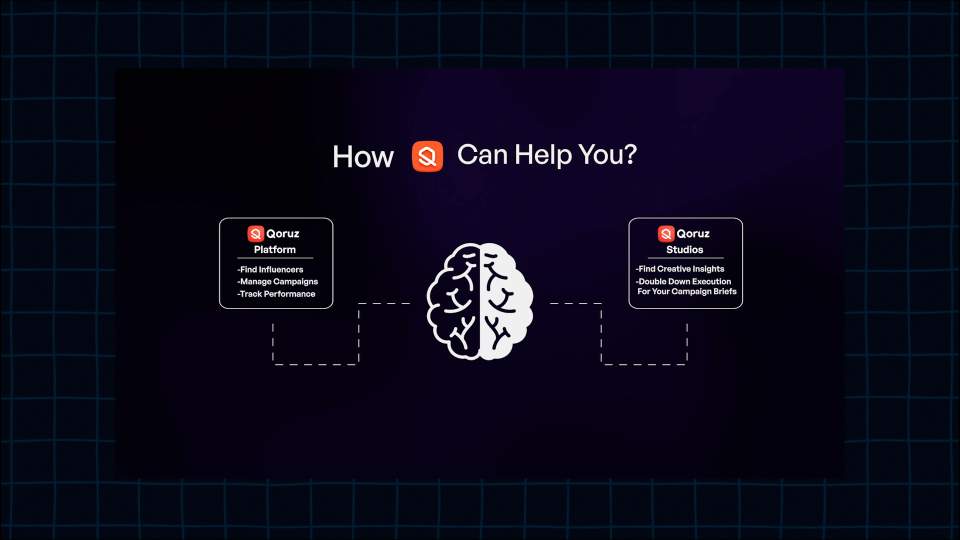 How Can Help You?
Qoruz
Platform
-Find Influencers
-Manage Campaigns
-Track Performance
Qoruz
Studios
-Find Creative Insights
-Double Down Execution
For Your Campaign Briefs